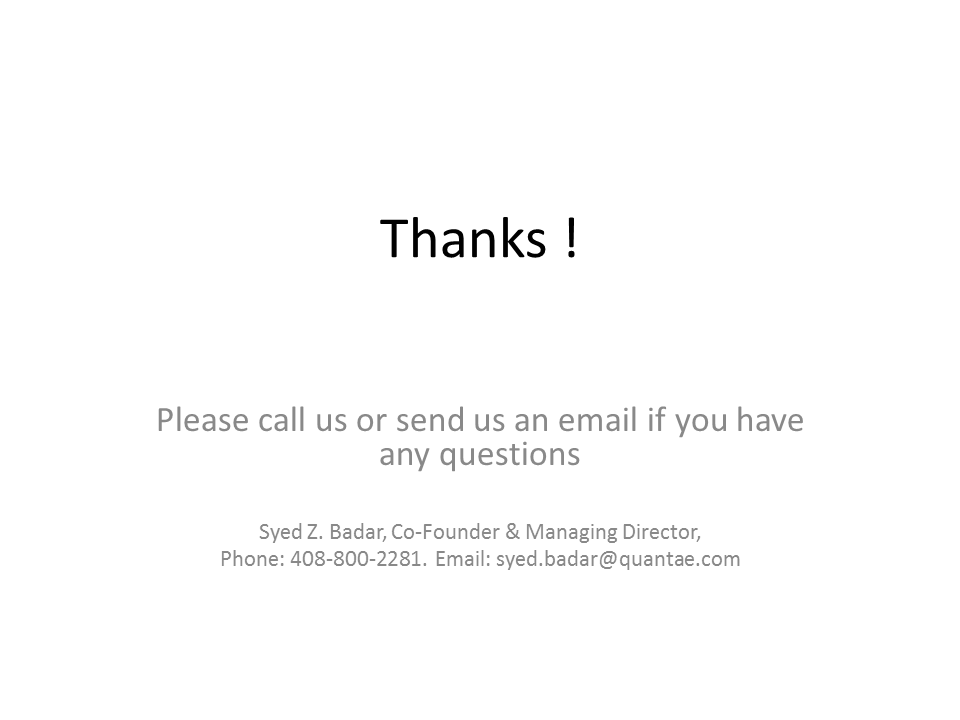 Thanks !
Please call us or send us an email if you have
any questions
Syed Z. Badar, Co-Founder & Managing Director,
Phone: 408-800-2281. Email: syed.badar@quantae.com